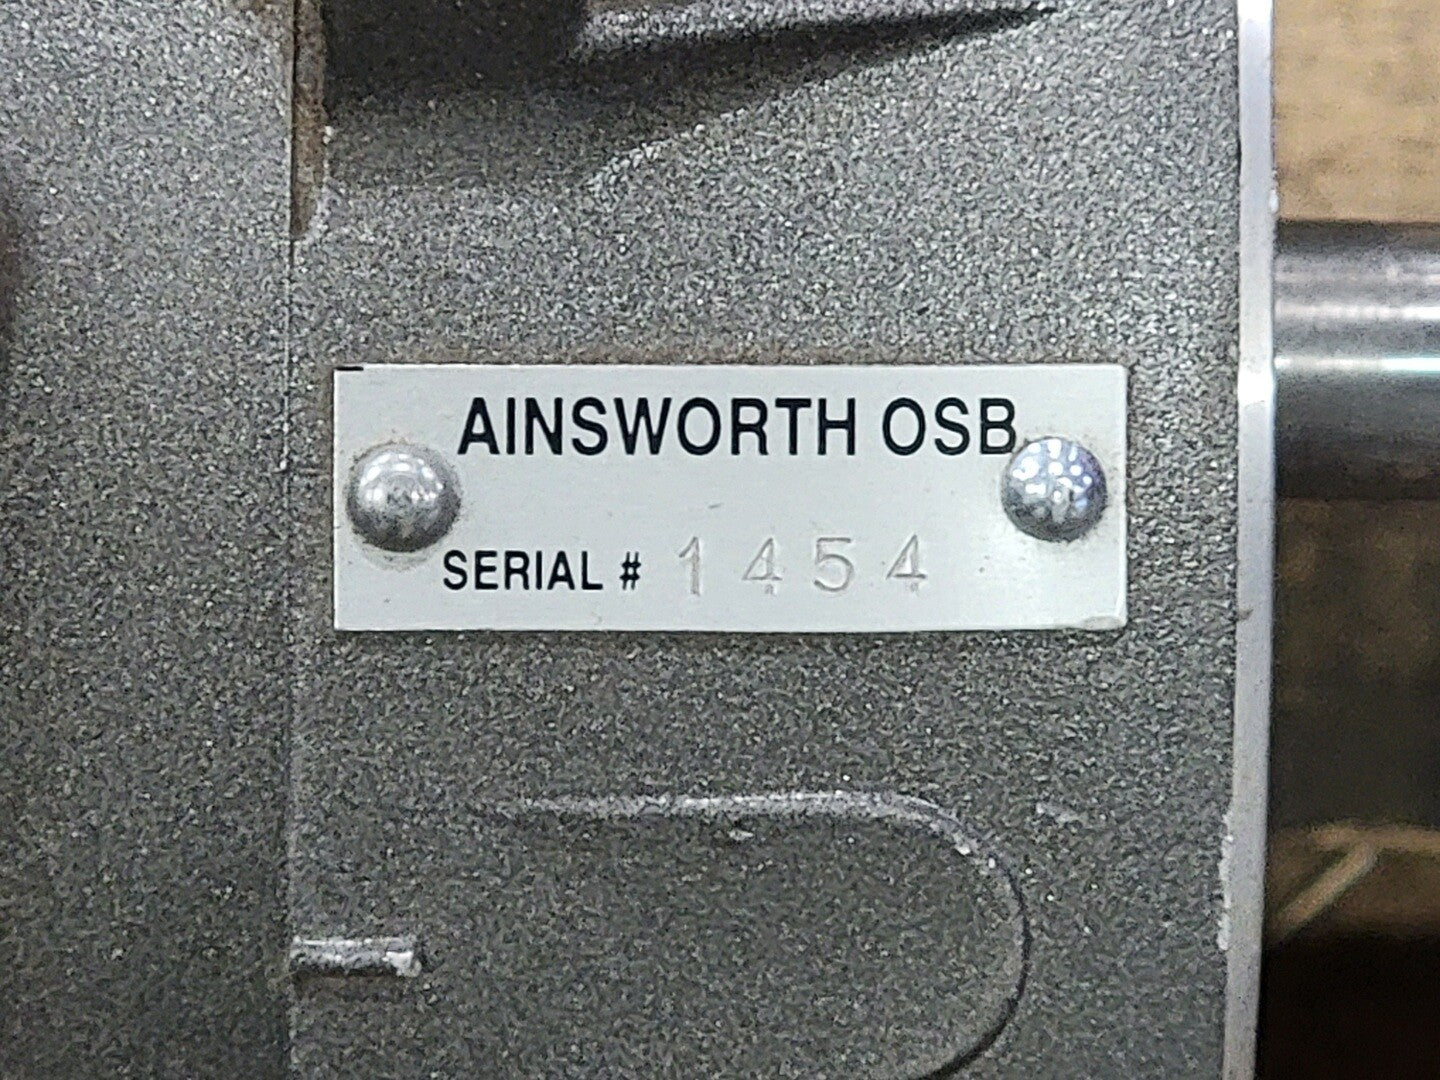 AINSWORTH OSB
SERIAL # 1454